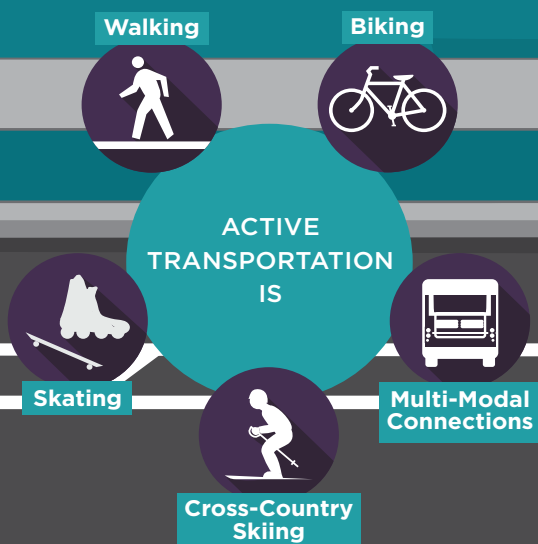 Walking
Biking
ACTIVE
TRANSPORTATION
IS
Skating
Multi-Modal
Connections
Cross-Country
Skiing